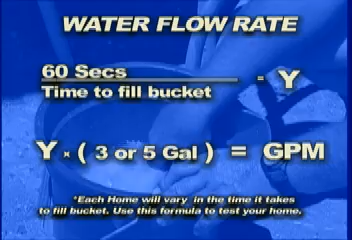 WATER FLOW RATE
60 Secs
Time to fill bucket
= Y
Y x ( 3 or 5 Gal ) = GPM
*Each Home will vary in the time it takes
to fill bucket. Use this formula to test your home.